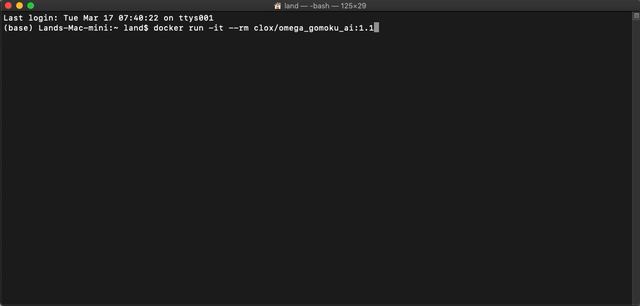 land — -bash — 125×29
Last login: Tue Mar 17 07:40:22 on ttys001
(base) Lands-Mac-mini:~ land$ docker run -it --rm clox/omega_gomoku_ai:1.1